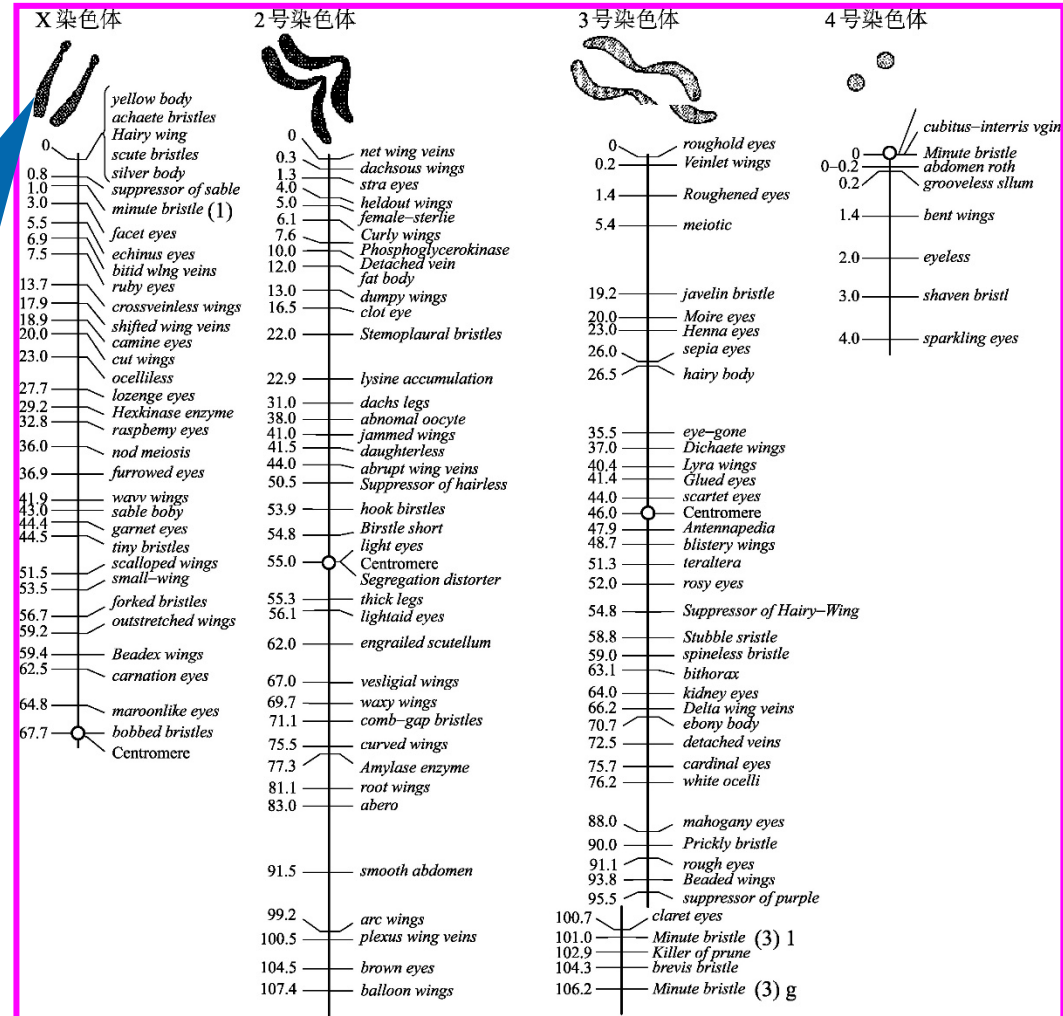 X 染色体
yellow body
achaete bristles
Hairy wing
0
scute bristles
silver body
0.8
suppressor of sable
1.0
minute bristle (1)
3.0
facet eyes
5.5
echinus eyes
6.9
bitid wlng veins
7.5
ruby eyes
13.7
crossveinless wings
17.9
shifted wing veins
18.9
camine eyes
20.0
cut wings
23.0
ocelliless
27.7
lozenge eyes
29.2
Hexkinase enzyme
32.8
raspbemy eyes
36.0
nod meiosis
36.9
furrowed eyes
41.9
wavv wings
43.0
sable boby
44.4
garnet eyes
44.5
tiny bristles
51.5
scalloped wings
53.5
small-wing
56.7
forked bristles
59.2
outstretched wings
59.4
Beadex wings
62.5
carnation eyes
64.8
maroonlike eyes
67.7
bobbed bristles
Centromere
2 号染色体
0
net wing veins
0.3
dachsous wings
1.3
stra eyes
4.0
heldout wings
5.0
female-sterlie
6.1
Curly wings
7.6
Phosphoglycerokinase
10.0
Detached vein
12.0
fat body
13.0
dumpy wings
16.5
clot eye
22.0
Stemoplaural bristles
22.9
lysine accumulation
31.0
dachs legs
38.0
abnomal oocyte
41.0
jammed wings
41.5
daughterless
44.0
abrupt wing veins
50.5
Suppressor of hairless
53.9
hook birstles
54.8
Birstle short
light eyes
55.0
Centromere
Segregation distorter
55.3
thick legs
56.1
lightaid eyes
62.0
engrailed scutellum
67.0
vesligial wings
69.7
waxy wings
71.1
comb-gap bristles
75.5
curved wings
77.3
Amylase enzyme
81.1
root wings
83.0
abero
91.5
smooth abdomen
99.2
arc wings
100.5
plexus wing veins
104.5
brown eyes
107.4
balloon wings
3 号染色体
0
roughold eyes
0.2
Veinlet wings
1.4
Roughened eyes
5.4
meiotic
19.2
javelin bristle
20.0
Moire eyes
23.0
Henna eyes
26.0
sepia eyes
26.5
hairy body
35.5
eye-gone
37.0
Dichaete wings
40.4
Lyra wings
41.4
Glued eyes
44.0
scartet eyes
46.0
Centromere
47.9
Antennapedia
48.7
blistery wings
51.3
teraltera
52.0
rosy eyes
54.8
Suppressor of Hairy-Wing
58.8
Stubble sristle
59.0
spineless bristle
63.1
bithorax
64.0
kidney eyes
66.2
Delta wing veins
70.7
ebony body
72.5
detached veins
75.7
cardinal eyes
76.2
white ocelli
88.0
mahogany eyes
90.0
Prickly bristle
91.1
rough eyes
93.8
Beaded wings
95.5
suppressor of purple
100.7
claret eyes
101.0
Minute bristle (3) 1
102.9
Killer of prune
104.3
brevis bristle
106.2
Minute bristle (3) g
4 号染色体
cubitus-interris vgin
0
Minute bristle
0-0.2
abdomen roth
0.2
grooveless sllum
1.4
bent wings
2.0
eyeless
3.0
shaven bristl
4.0
sparkling eyes